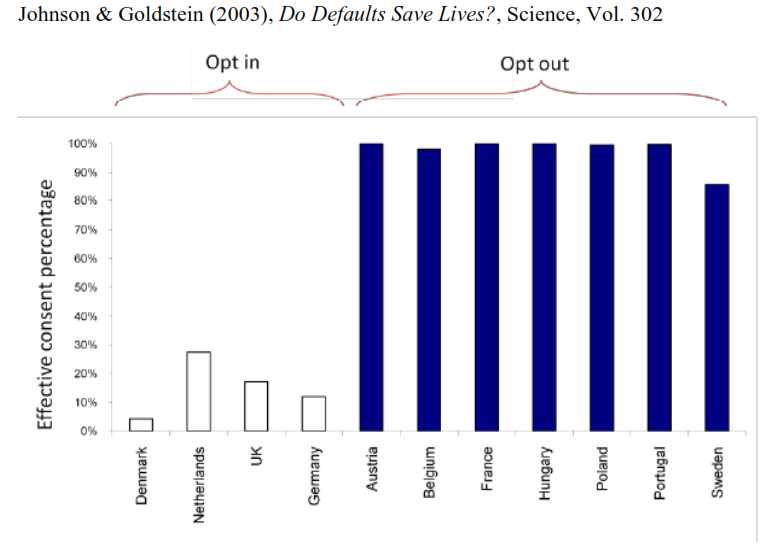 Johnson & Goldstein (2003), Do Defaults Save Lives?, Science, Vol. 302
Opt in
Opt out
Effective consent percentage
100%
90%
80%
70%
60%
50%
40%
30%
20%
10%
0%
Denmark
Netherlands
UK
Germany
Austria
Belgium
France
Hungary
Poland
Portugal
Sweden